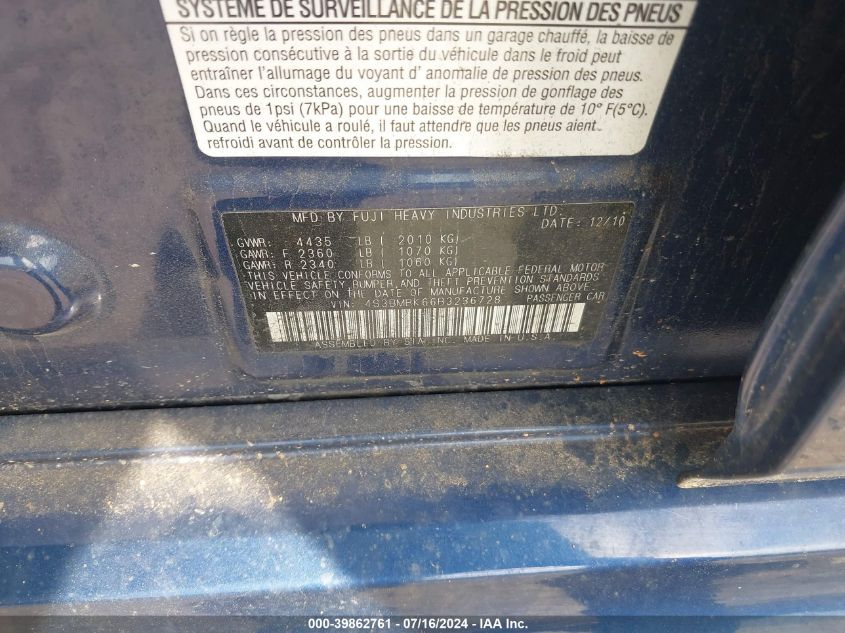 SYSTÈME DE SURVEILLANCE DE LA PRESSION DES PNEUS
Si on règle la pression des pneus dans un garage chauffé, la baisse de
pression consécutive à la sortie du véhicule dans le froid peut
entraîner l'allumage du voyant d' anomalie de pression des pneus.
Dans ces circonstances, augmenter la pression de gonflage des
pneus de 1psi (7kPa) pour une baisse de température de 10° F(5°C).
Quand le véhicule a roulé, il faut attendre que les pneus aient
refroidi avant de contrôler la pression.
MFD BY FUJI HEAVY INDUSTRIES LTD.
DATE: 12/10
GVWR: 4435 LB ( 2010 KG)
GAWR: F 2360 LB ( 1070 KG)
GAWR: R 2340 LB ( 1060 KG)
THIS VEHICLE CONFORMS TO ALL APPLICABLE FEDERAL MOTOR
VEHICLE SAFETY, BUMPER, AND THEFT PREVENTION STANDARDS
IN EFFECT ON THE DATE OF MANUFACTURE SHOWN ABOVE.
VIN: 4S3BMBK66B3236728 PASSENGER CAR
ASSEMBLED BY SIA, INC. MADE IN U.S.A.
000-39862761 - 07/16/2024 - IAA Inc.